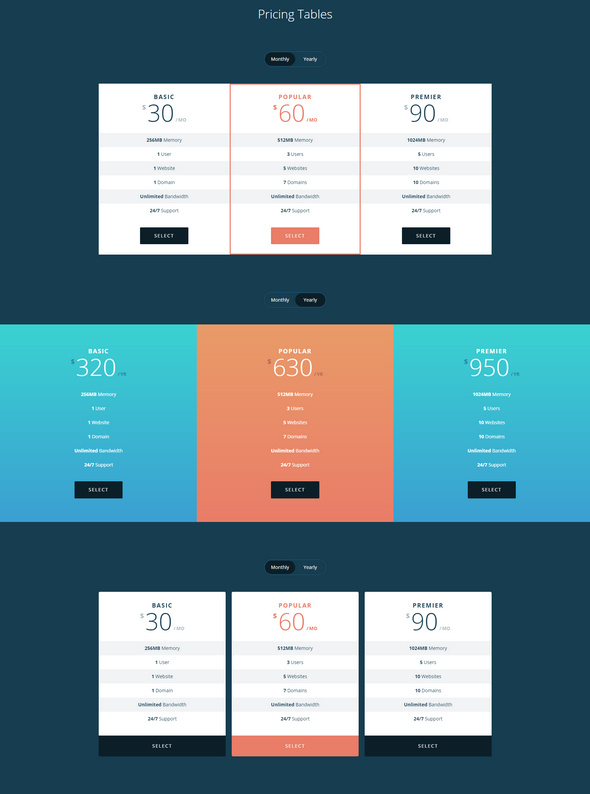 Pricing Tables
Monthly Yearly
BASIC
$30/MO
256MB Memory
1 User
1 Website
1 Domain
Unlimited Bandwidth
24/7 Support
SELECT
POPULAR
$60/MO
512MB Memory
3 Users
5 Websites
7 Domains
Unlimited Bandwidth
24/7 Support
SELECT
PREMIER
$90/MO
1024MB Memory
5 Users
10 Websites
10 Domains
Unlimited Bandwidth
24/7 Support
SELECT
Monthly Yearly
BASIC
$320/YR
256MB Memory
1 User
1 Website
1 Domain
Unlimited Bandwidth
24/7 Support
SELECT
POPULAR
$630/YR
512MB Memory
3 Users
5 Websites
7 Domains
Unlimited Bandwidth
24/7 Support
SELECT
PREMIER
$950/YR
1024MB Memory
5 Users
10 Websites
10 Domains
Unlimited Bandwidth
24/7 Support
SELECT
Monthly Yearly
BASIC
$30/MO
256MB Memory
1 User
1 Website
1 Domain
Unlimited Bandwidth
24/7 Support
SELECT
POPULAR
$60/MO
512MB Memory
3 Users
5 Websites
7 Domains
Unlimited Bandwidth
24/7 Support
SELECT
PREMIER
$90/MO
1024MB Memory
5 Users
10 Websites
10 Domains
Unlimited Bandwidth
24/7 Support
SELECT